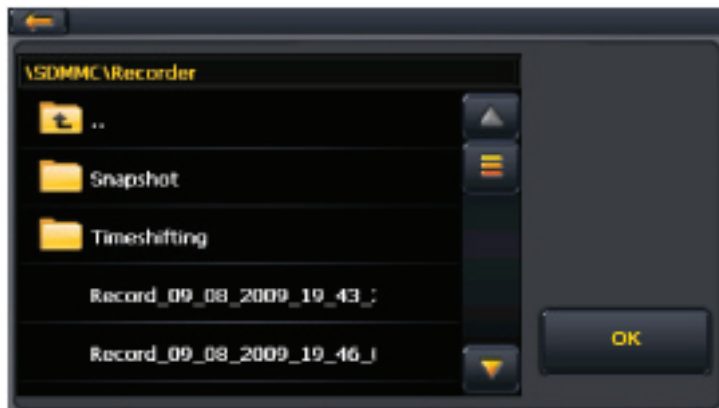 \SDMMC\Recorder
..
Snapshot
Timeshifting
Record_09_08_2009_19_43_
OK
Record_09_08_2009_19_46_